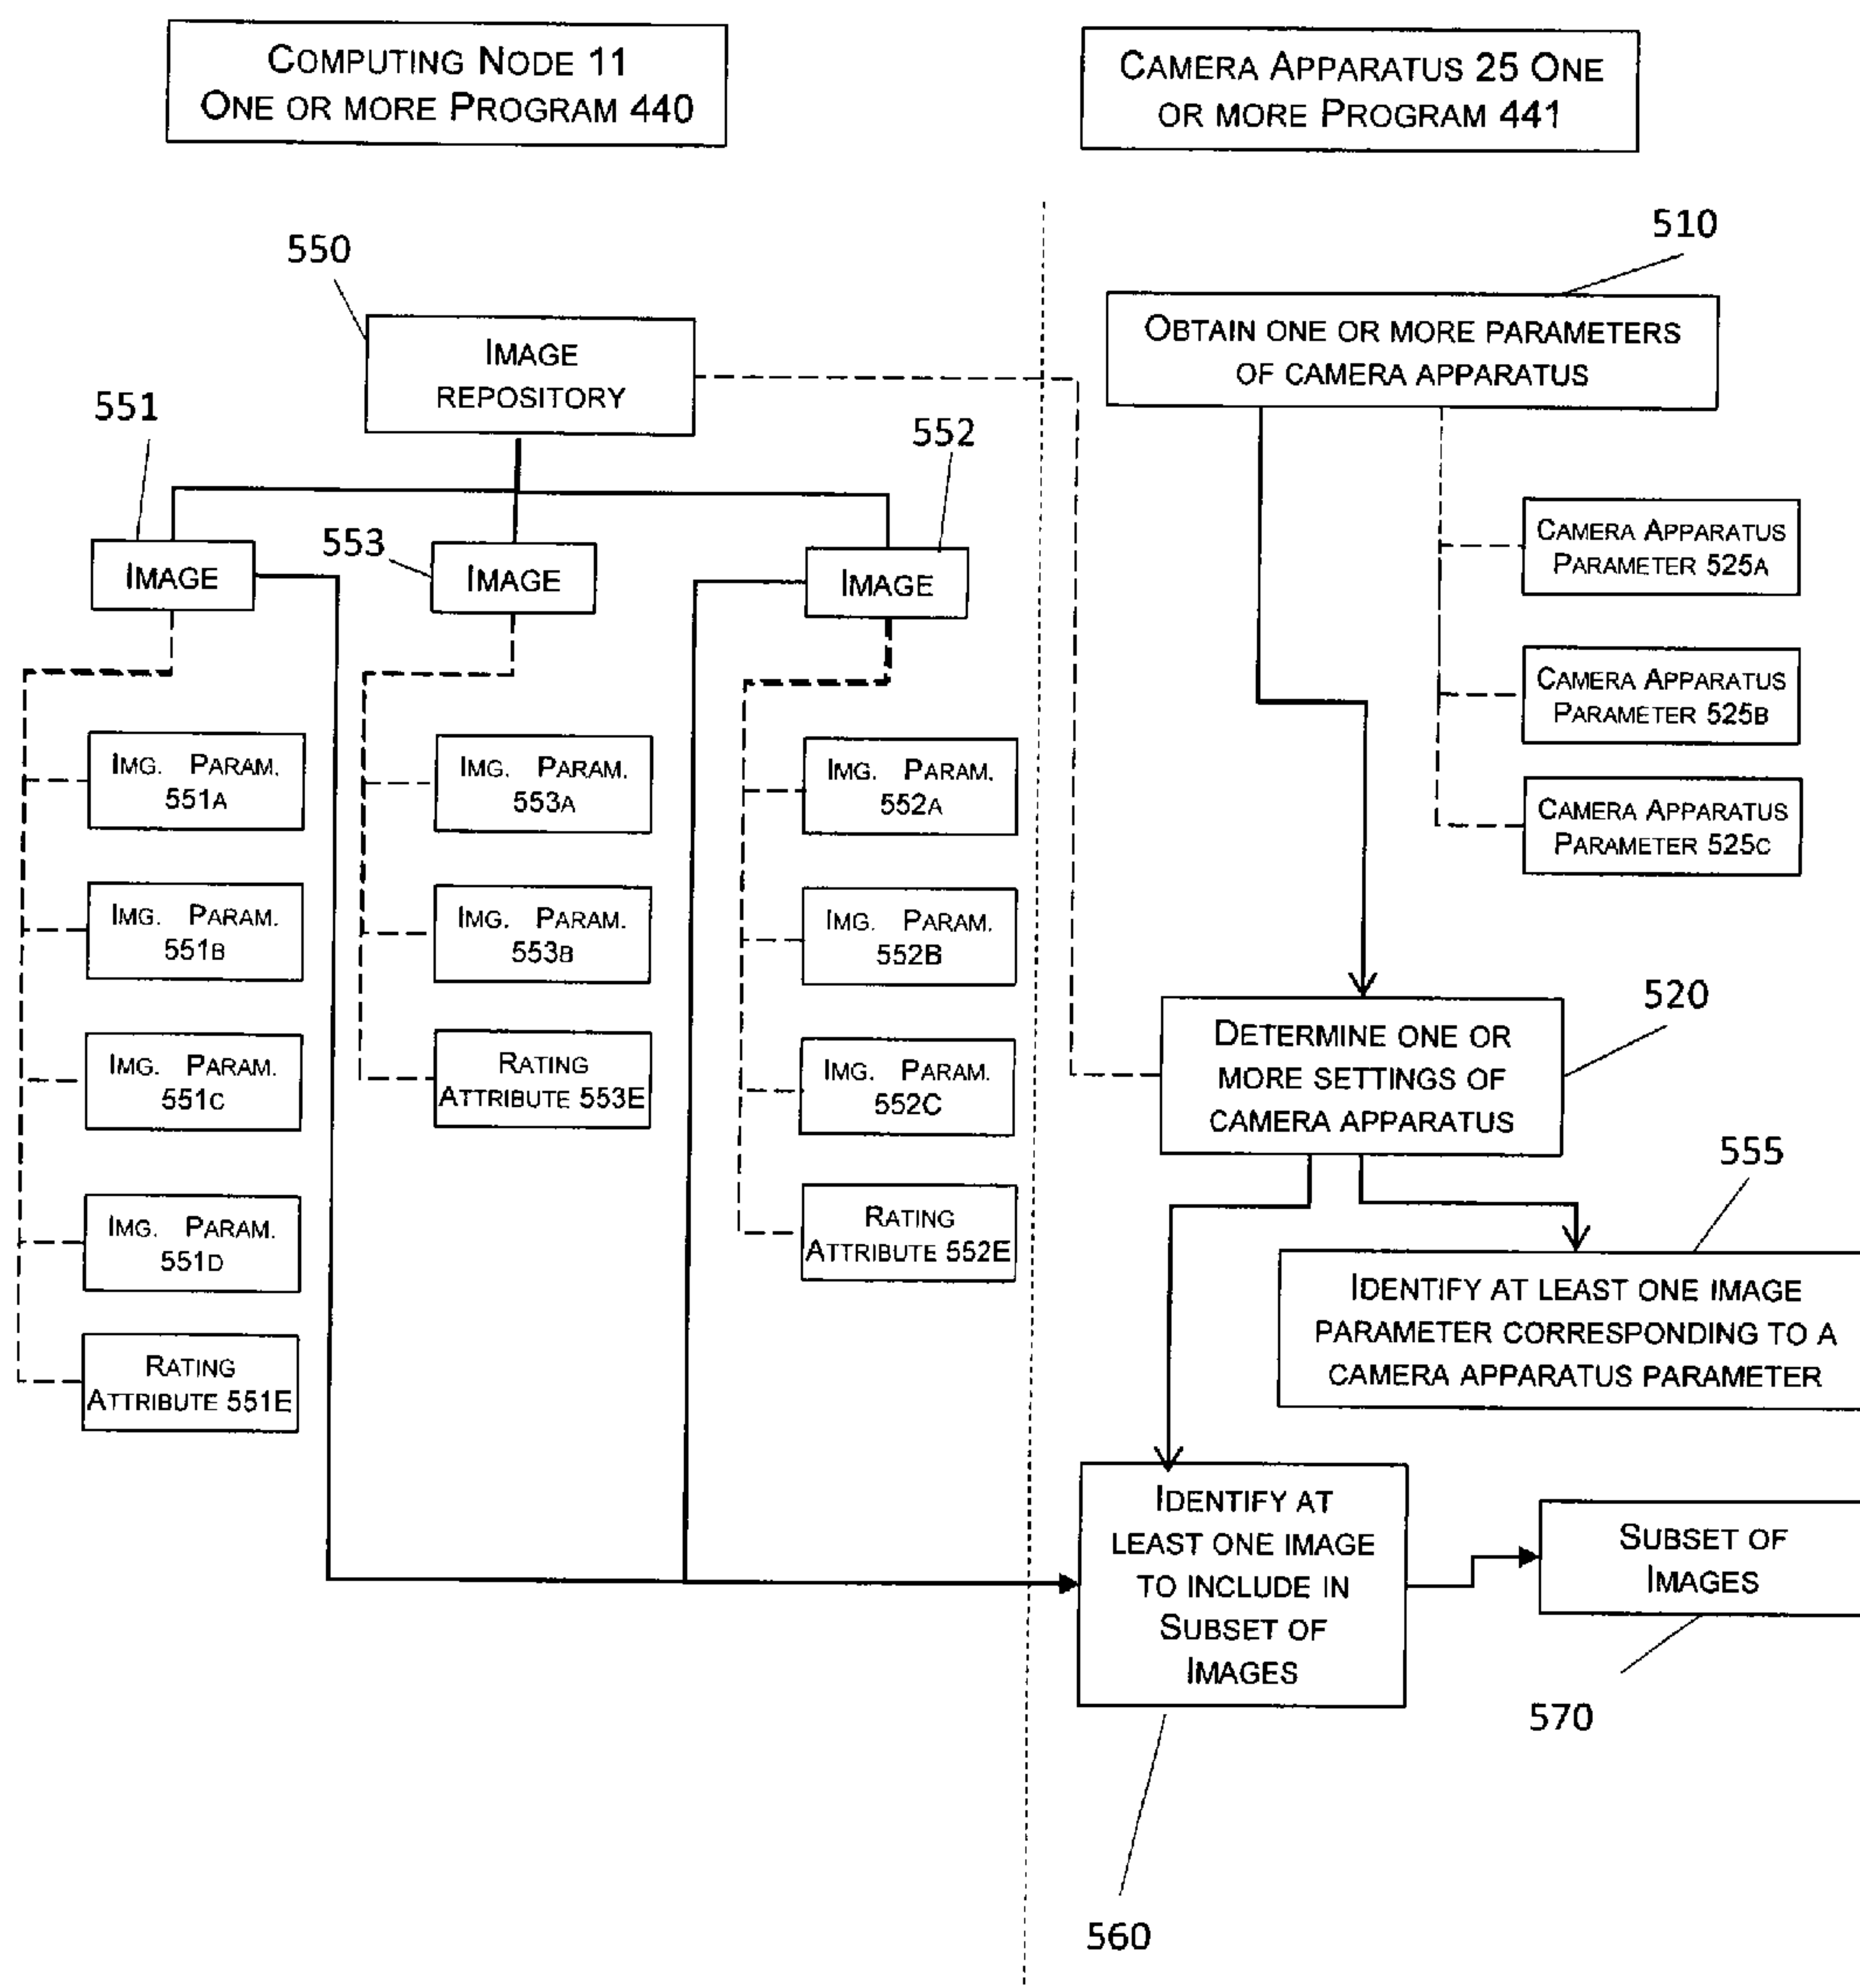 COMPUTING NODE 11
ONE OR MORE PROGRAM 440
CAMERA APPARATUS 25 ONE
OR MORE PROGRAM 441
550
IMAGE
REPOSITORY
551
IMAGE
553
IMAGE
552
IMAGE
IMG. PARAM.
551A
IMG. PARAM.
551B
IMG. PARAM.
551C
IMG. PARAM.
551D
RATING
ATTRIBUTE 551E
IMG. PARAM.
553A
IMG. PARAM.
553B
RATING
ATTRIBUTE 553E
IMG. PARAM.
552A
IMG. PARAM.
552B
IMG. PARAM.
552C
RATING
ATTRIBUTE 552E
510
OBTAIN ONE OR MORE PARAMETERS
OF CAMERA APPARATUS
CAMERA APPARATUS
PARAMETER 525A
CAMERA APPARATUS
PARAMETER 525B
CAMERA APPARATUS
PARAMETER 525C
520
DETERMINE ONE OR
MORE SETTINGS OF
CAMERA APPARATUS
555
IDENTIFY AT LEAST ONE IMAGE
PARAMETER CORRESPONDING TO A
CAMERA APPARATUS PARAMETER
IDENTIFY AT
LEAST ONE IMAGE
TO INCLUDE IN
SUBSET OF
IMAGES
560
SUBSET OF
IMAGES
570